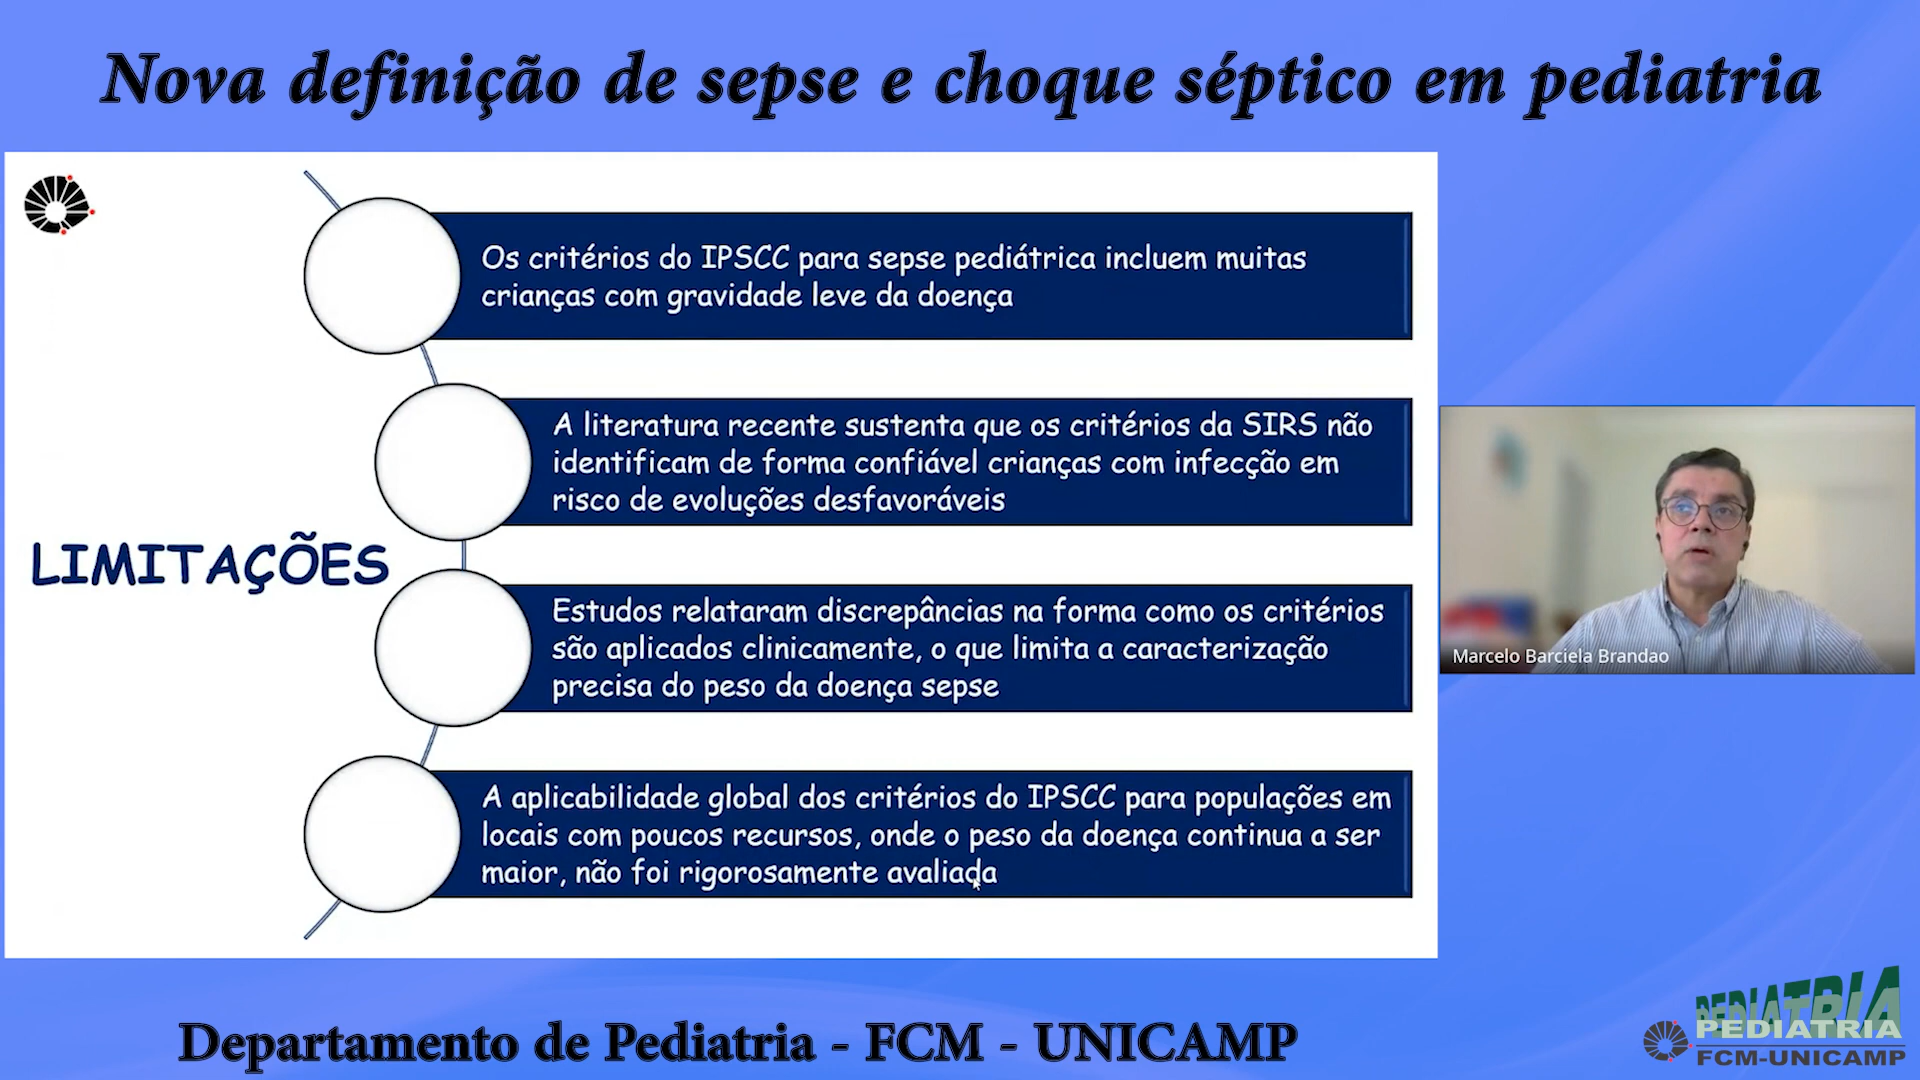 Nova definição de sepse e choque séptico em pediatria
Os critérios do IPSCC para sepse pediátrica incluem muitas
crianças com gravidade leve da doença
A literatura recente sustenta que os critérios da SIRS não
identificam de forma confiável crianças com infecção em
risco de evoluções desfavoráveis
LIMITAÇÕES
Estudos relataram discrepâncias na forma como os critérios
são aplicados clinicamente, o que limita a caracterização
precisa do peso da doença sepse
A aplicabilidade global dos critérios do IPSCC para populações em
locais com poucos recursos, onde o peso da doença continua a ser
maior, não foi rigorosamente avaliada
Marcelo Barciela Brandao
Departamento de Pediatria - FCM - UNICAMP
PEDIATRIA
PEDIATRIA
FCM-UNICAMP